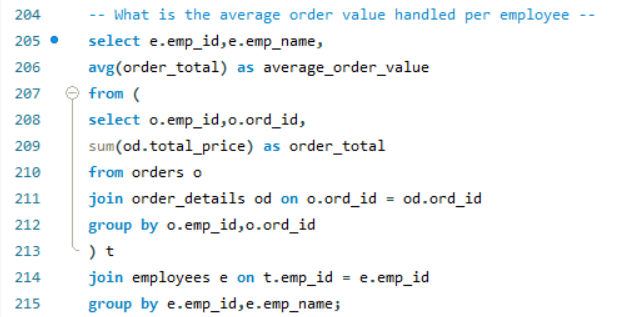 204 -- What is the average order value handled per employee --
205 select e.emp_id,e.emp_name,
206 avg(order_total) as average_order_value
207 from (
208 select o.emp_id,o.ord_id,
209 sum(od.total_price) as order_total
210 from orders o
211 join order_details od on o.ord_id = od.ord_id
212 group by o.emp_id,o.ord_id
213 ) t
214 join employees e on t.emp_id = e.emp_id
215 group by e.emp_id,e.emp_name;